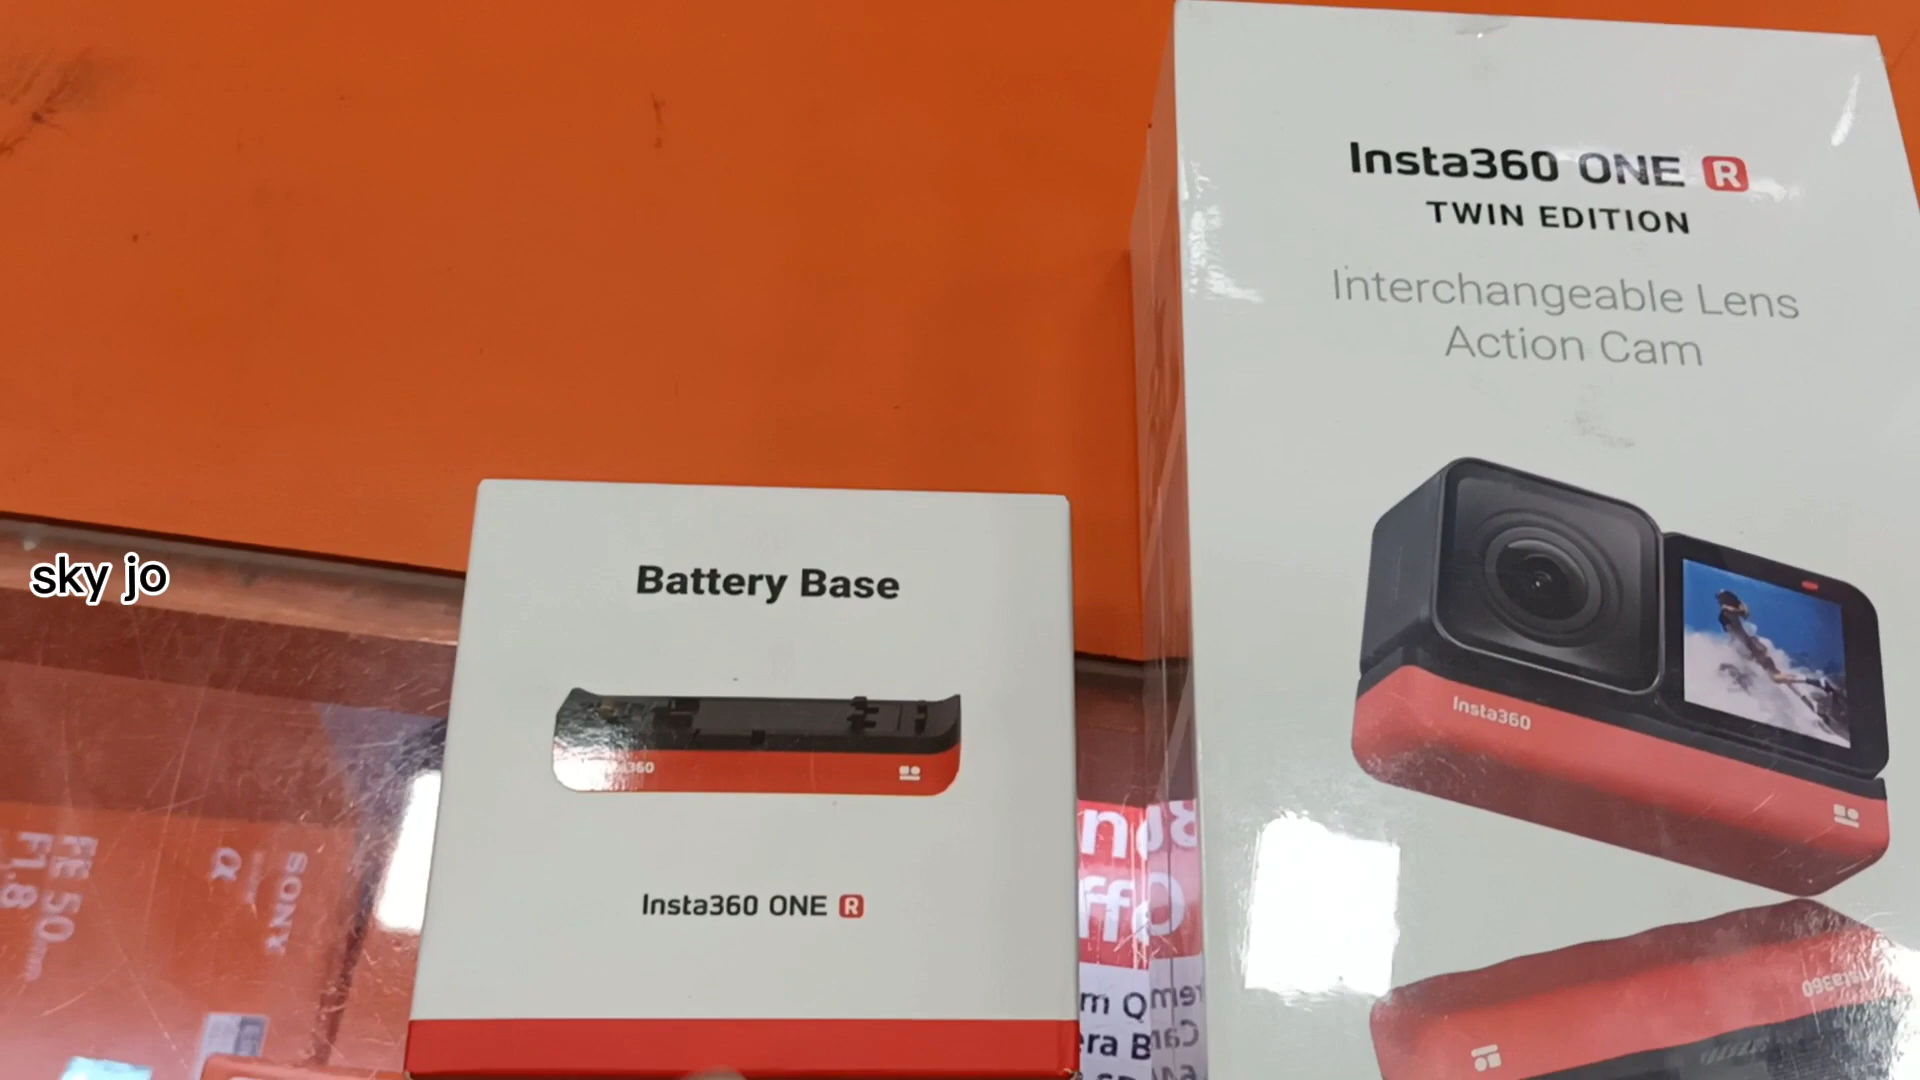 Insta360 ONE R
TWIN EDITION
Interchangeable Lens
Action Cam
Insta360
sky jo
Battery Base
Insta360 ONE R
SONY
α
FE 50mm
F1.8